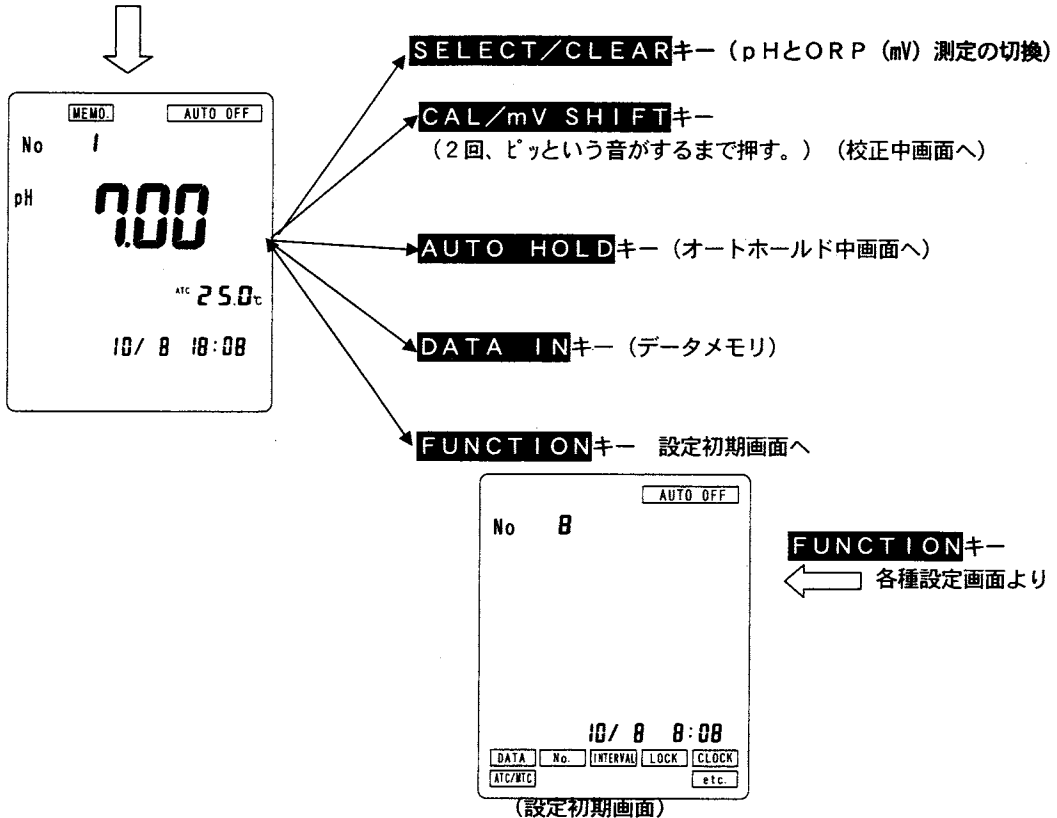 SELECT/CLEARキー(pHとORP(mV)測定の切換)
MEMO. AUTO OFF
No 1
pH 7.00
ATC 25.0℃
10/ 8 18:08
CAL/mV SHIFTキー
(2回、ピッという音がするまで押す。)(校正中画面へ)
AUTO HOLDキー(オートホールド中画面へ)
DATA INキー(データメモリ)
FUNCTIONキー 設定初期画面へ
AUTO OFF
No 8
10/ 8 8:08
DATA No. INTERVAL LOCK CLOCK
ATC/MTC etc.
(設定初期画面)
FUNCTIONキー
各種設定画面より